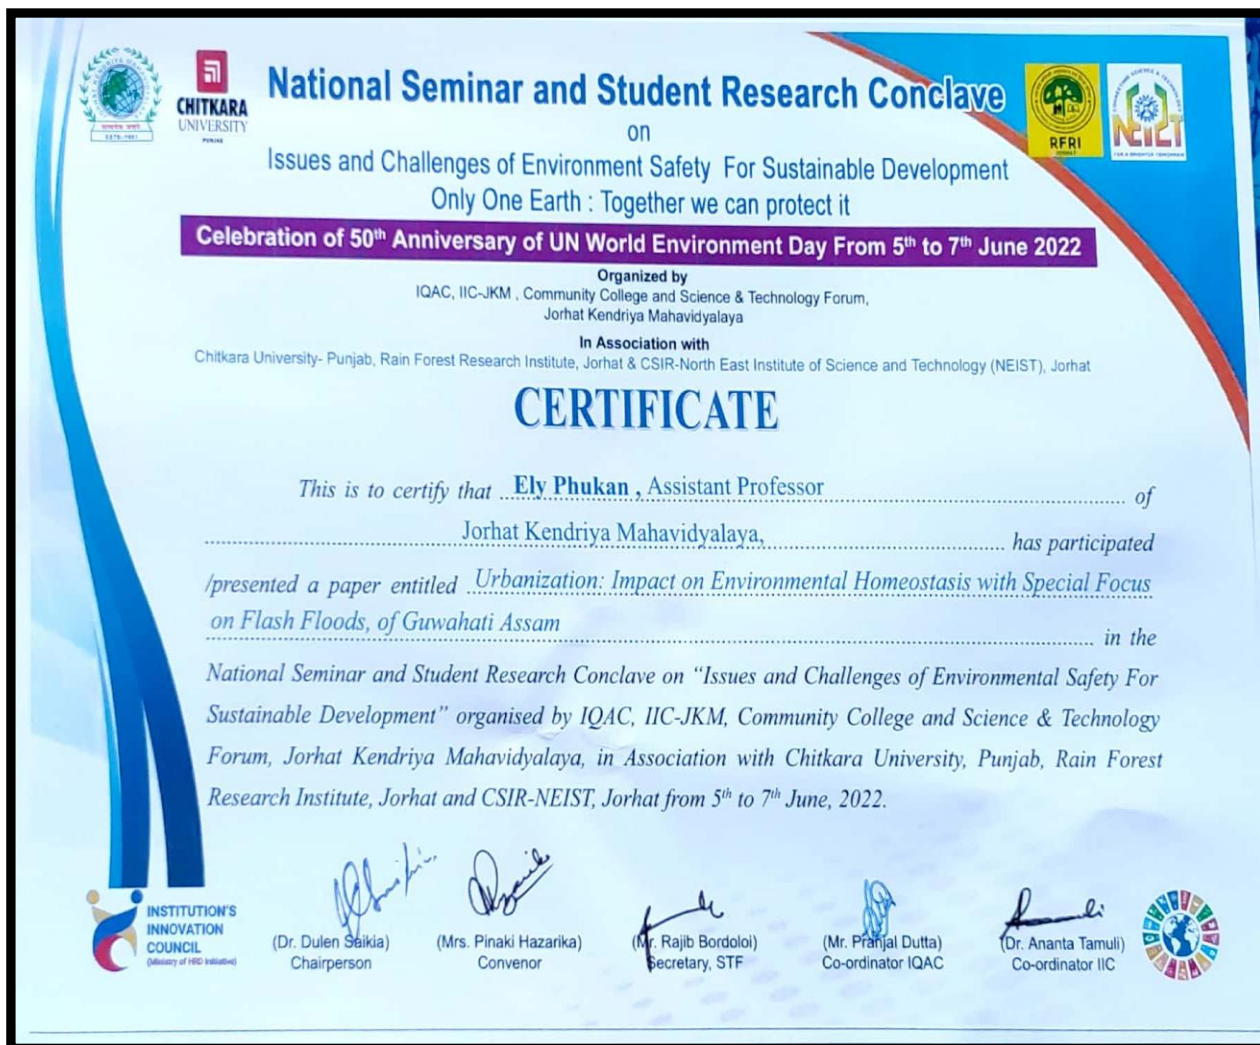 CHITKARA
UNIVERSITY
PUNJAB
National Seminar and Student Research Conclave
on
Issues and Challenges of Environment Safety For Sustainable Development
Only One Earth : Together we can protect it
RFRI
NEIST
Celebration of 50th Anniversary of UN World Environment Day From 5th to 7th June 2022
Organized by
IQAC, IIC-JKM , Community College and Science & Technology Forum,
Jorhat Kendriya Mahavidyalaya
In Association with
Chitkara University- Punjab, Rain Forest Research Institute, Jorhat & CSIR-North East Institute of Science and Technology (NEIST), Jorhat
CERTIFICATE
This is to certify that Ely Phukan , Assistant Professor of
Jorhat Kendriya Mahavidyalaya, has participated
/presented a paper entitled Urbanization: Impact on Environmental Homeostasis with Special Focus
on Flash Floods, of Guwahati Assam in the
National Seminar and Student Research Conclave on “Issues and Challenges of Environmental Safety For
Sustainable Development” organised by IQAC, IIC-JKM, Community College and Science & Technology
Forum, Jorhat Kendriya Mahavidyalaya, in Association with Chitkara University, Punjab, Rain Forest
Research Institute, Jorhat and CSIR-NEIST, Jorhat from 5th to 7th June, 2022.
INSTITUTION'S
INNOVATION
COUNCIL
(Ministry of HRD Initiative)
(Dr. Dulen Saikia)
Chairperson
(Mrs. Pinaki Hazarika)
Convenor
(Mr. Rajib Bordoloi)
Secretary, STF
(Mr. Pranjal Dutta)
Co-ordinator IQAC
(Dr. Ananta Tamuli)
Co-ordinator IIC